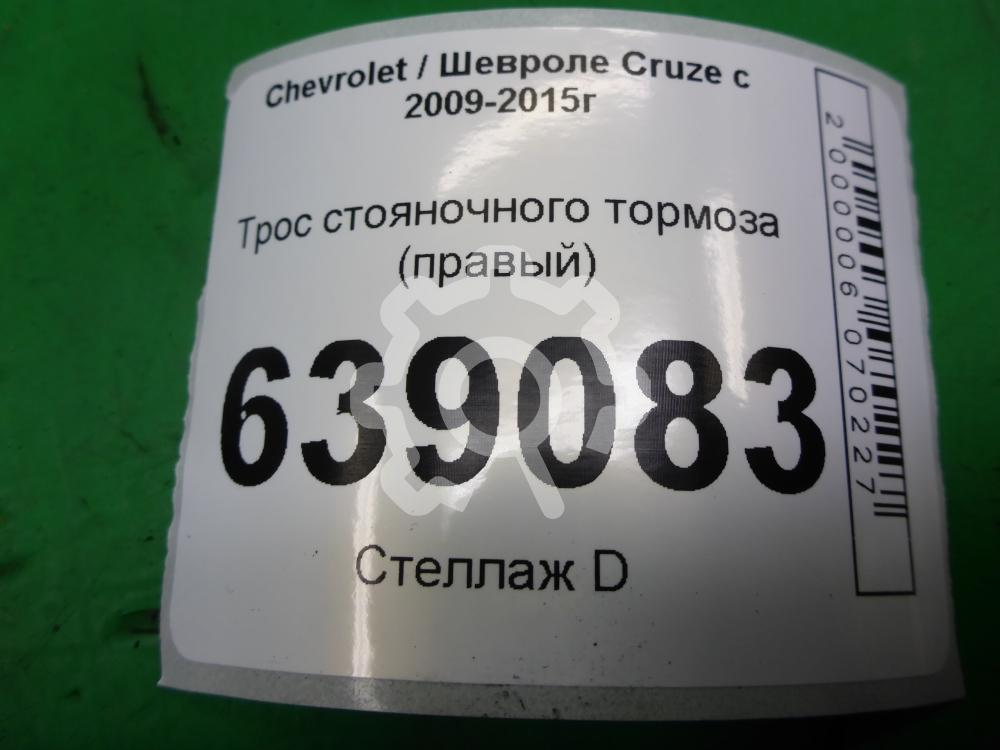 Chevrolet / Шевроле Cruze с
2009-2015г
Трос стояночного тормоза
(правый)
639083
Стеллаж D
2000006070227